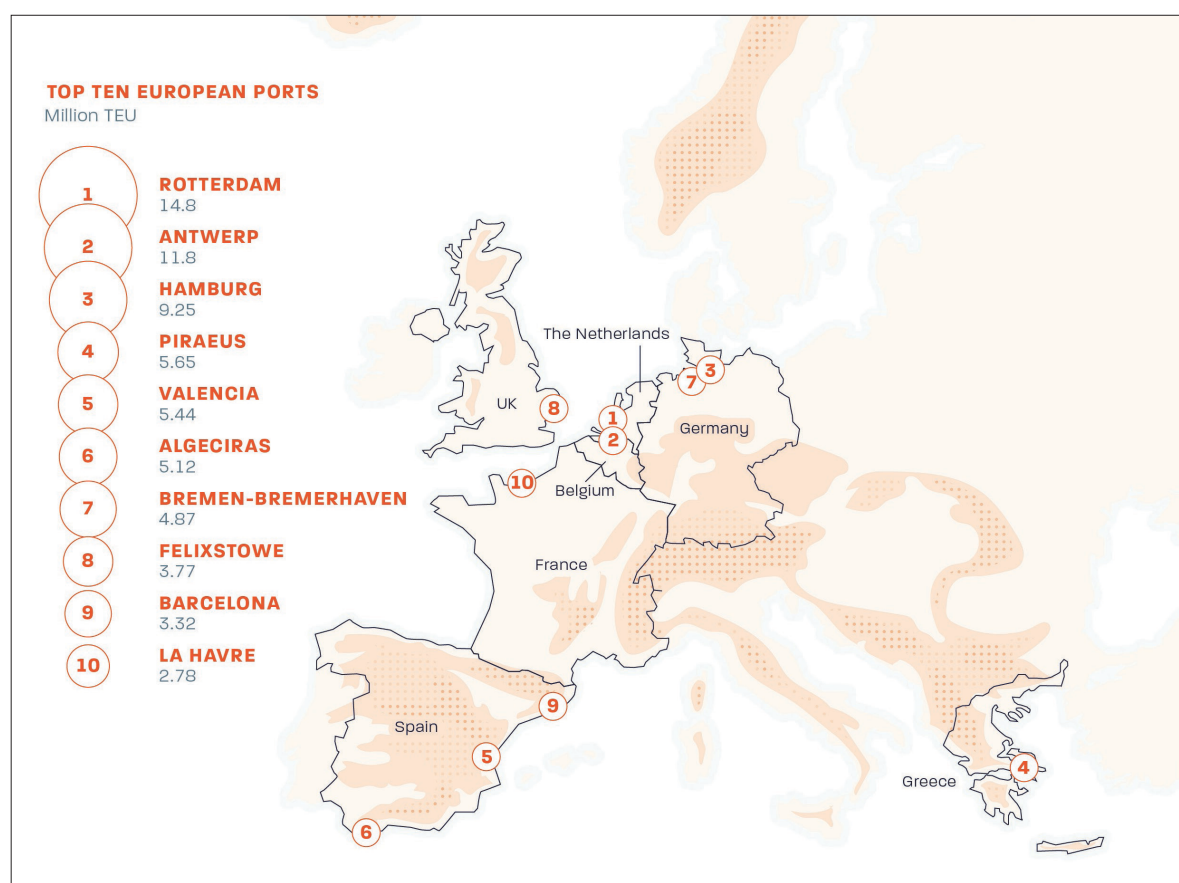 TOP TEN EUROPEAN PORTS
Million TEU
1
ROTTERDAM
14.8
2
ANTWERP
11.8
3
HAMBURG
9.25
4
PIRAEUS
5.65
5
VALENCIA
5.44
6
ALGECIRAS
5.12
7
BREMEN-BREMERHAVEN
4.87
8
FELIXSTOWE
3.77
9
BARCELONA
3.32
10
LA HAVRE
2.78
The Netherlands
3
7
UK
8
1
2
Germany
10
Belgium
France
9
Spain
5
4
Greece
6